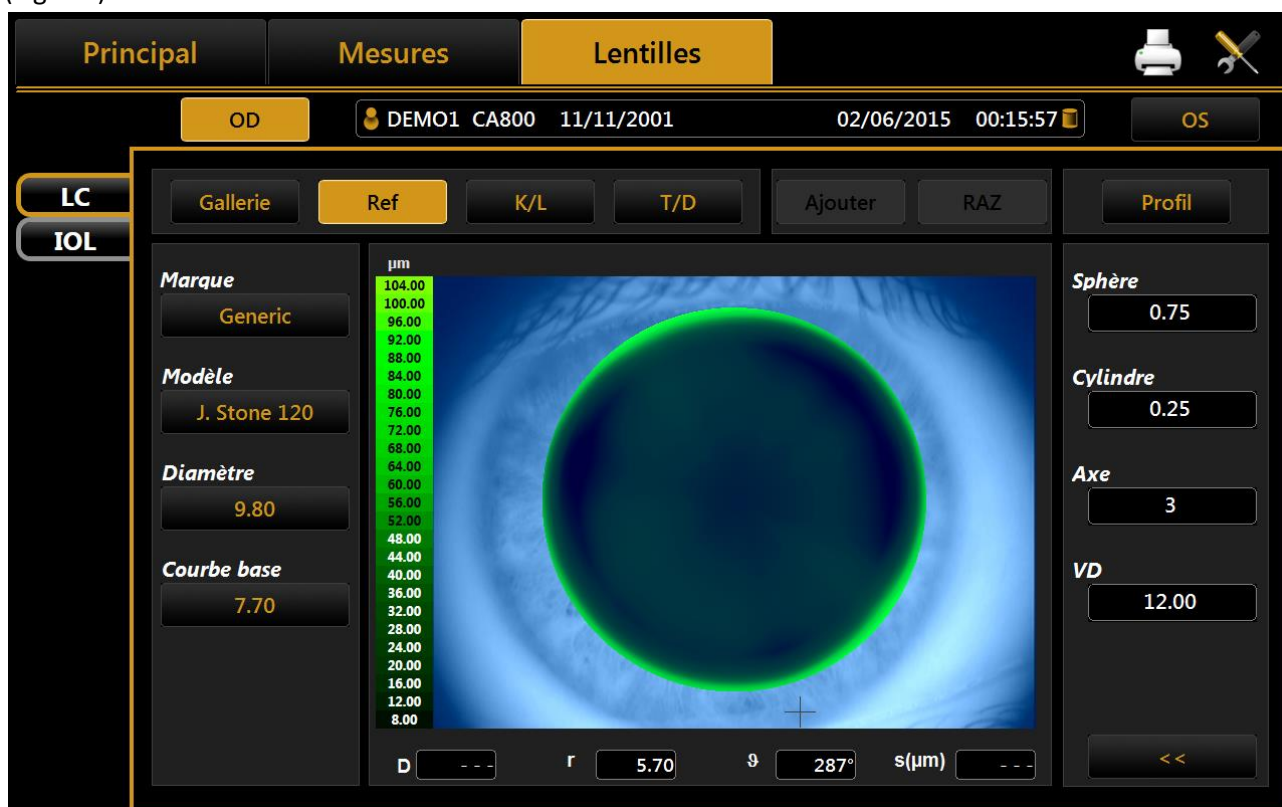 Principal Mesures Lentilles
OD DEMO1 CA800 11/11/2001 02/06/2015 00:15:57 OS
LC
IOL
Gallerie Ref K/L T/D Ajouter RAZ Profil
Marque
Generic
Modèle
J. Stone 120
Diamètre
9.80
Courbe base
7.70
µm
104.00
100.00
96.00
92.00
88.00
84.00
80.00
76.00
72.00
68.00
64.00
60.00
56.00
52.00
48.00
44.00
40.00
36.00
32.00
28.00
24.00
20.00
16.00
12.00
8.00
D --- r 5.70 ϑ 287° s(µm) ---
Sphère
0.75
Cylindre
0.25
Axe
3
VD
12.00
<<